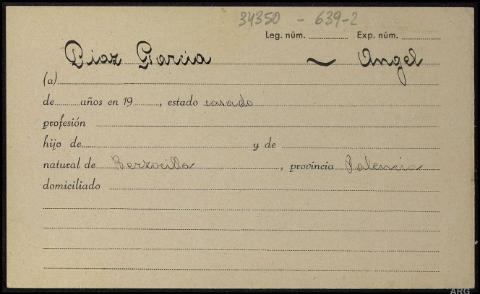 34350 - 639-2
Leg. núm. Exp. núm.
Diaz Garcia ~ Angel
(a)
de años en 19 , estado casado
profesión
hijo de y de
natural de Berzocilla , provincia Palencia
domiciliado
ARG